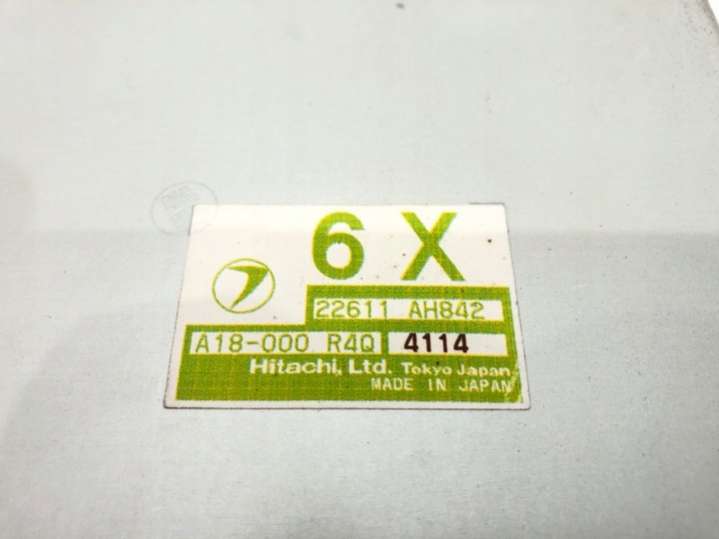 6 X
22611 AH842
A18-000 R4Q 4114
Hitachi, Ltd. Tokyo Japan
MADE IN JAPAN